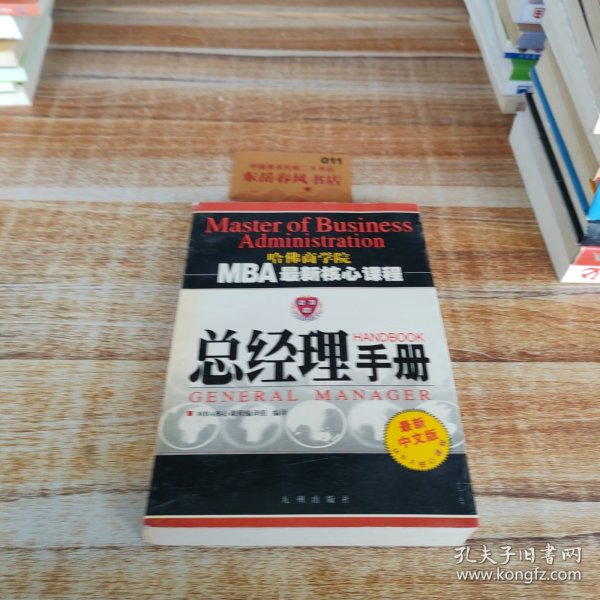 011
东岳春风书店
Master of Business
Administration
哈佛商学院
MBA最新核心课程
HANDBOOK
总经理手册
GENERAL MANAGER
最新
中文版
九州出版社
孔夫子旧书网
www.kongfz.com